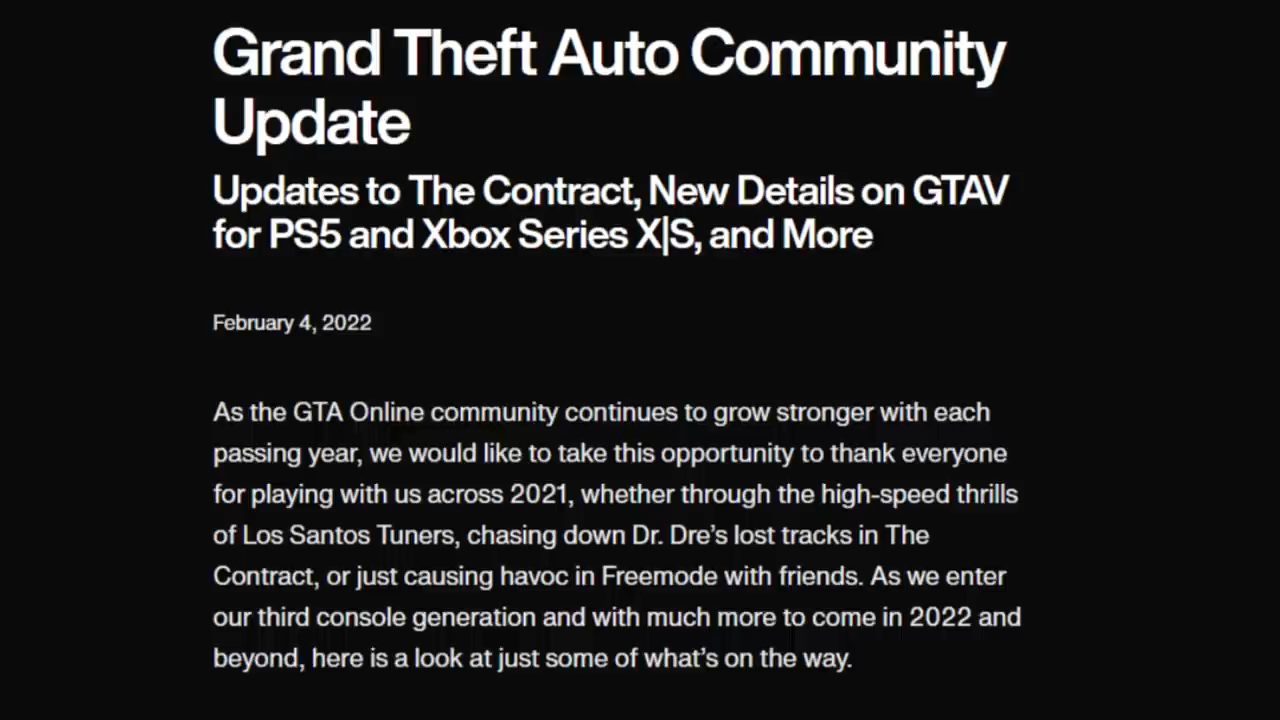 Grand Theft Auto Community
Update
Updates to The Contract, New Details on GTAV
for PS5 and Xbox Series X|S, and More
February 4, 2022
As the GTA Online community continues to grow stronger with each
passing year, we would like to take this opportunity to thank everyone
for playing with us across 2021, whether through the high-speed thrills
of Los Santos Tuners, chasing down Dr. Dre’s lost tracks in The
Contract, or just causing havoc in Freemode with friends. As we enter
our third console generation and with much more to come in 2022 and
beyond, here is a look at just some of what’s on the way.